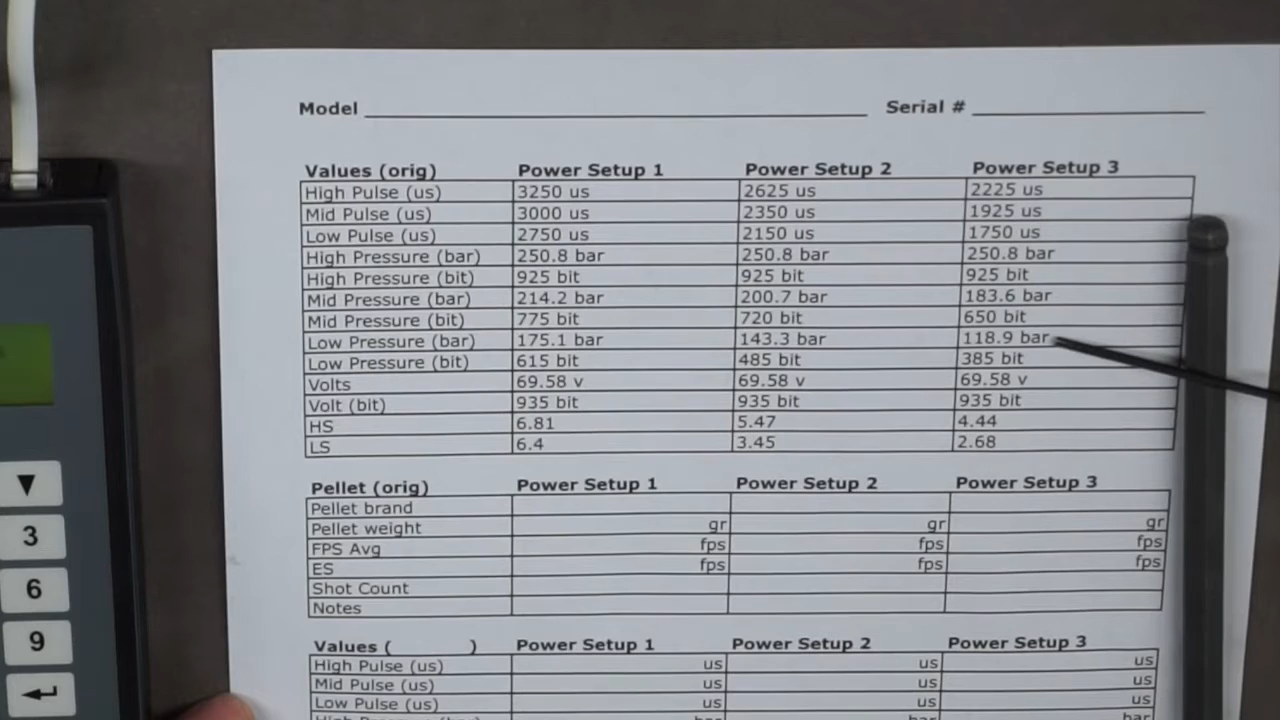 Model Serial #
Values (orig) Power Setup 1 Power Setup 2 Power Setup 3
High Pulse (us) 3250 us 2625 us 2225 us
Mid Pulse (us) 3000 us 2350 us 1925 us
Low Pulse (us) 2750 us 2150 us 1750 us
High Pressure (bar) 250.8 bar 250.8 bar 250.8 bar
High Pressure (bit) 925 bit 925 bit 925 bit
Mid Pressure (bar) 214.2 bar 200.7 bar 183.6 bar
Mid Pressure (bit) 775 bit 720 bit 650 bit
Low Pressure (bar) 175.1 bar 143.3 bar 118.9 bar
Low Pressure (bit) 615 bit 485 bit 385 bit
Volts 69.58 v 69.58 v 69.58 v
Volt (bit) 935 bit 935 bit 935 bit
HS 6.81 5.47 4.44
LS 6.4 3.45 2.68
Pellet (orig) Power Setup 1 Power Setup 2 Power Setup 3
Pellet brand
Pellet weight gr gr gr
FPS Avg fps fps fps
ES fps fps fps
Shot Count
Notes
Values ( ) Power Setup 1 Power Setup 2 Power Setup 3
High Pulse (us) us us us
Mid Pulse (us) us us us
Low Pulse (us) us us us
3
6
9